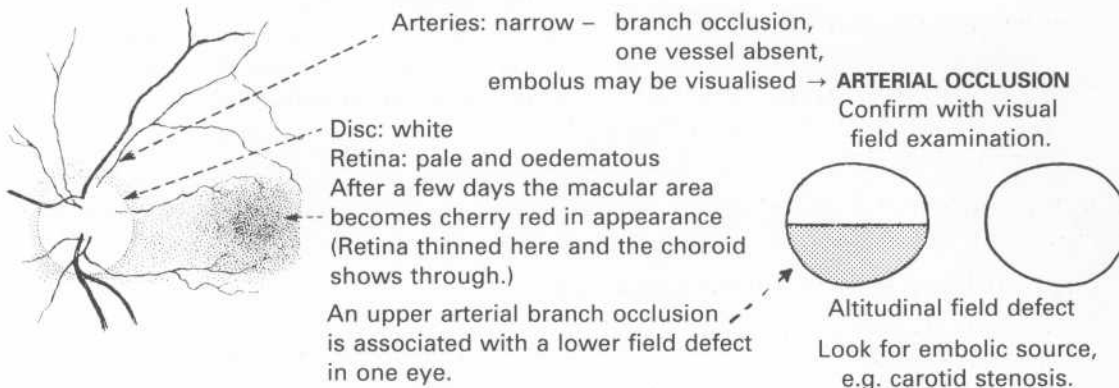 Arteries: narrow – branch occlusion,
one vessel absent,
embolus may be visualised → ARTERIAL OCCLUSION
Confirm with visual
field examination.
Disc: white
Retina: pale and oedematous
After a few days the macular area
becomes cherry red in appearance
(Retina thinned here and the choroid
shows through.)
An upper arterial branch occlusion
is associated with a lower field defect
in one eye.
Altitudinal field defect
Look for embolic source,
e.g. carotid stenosis.